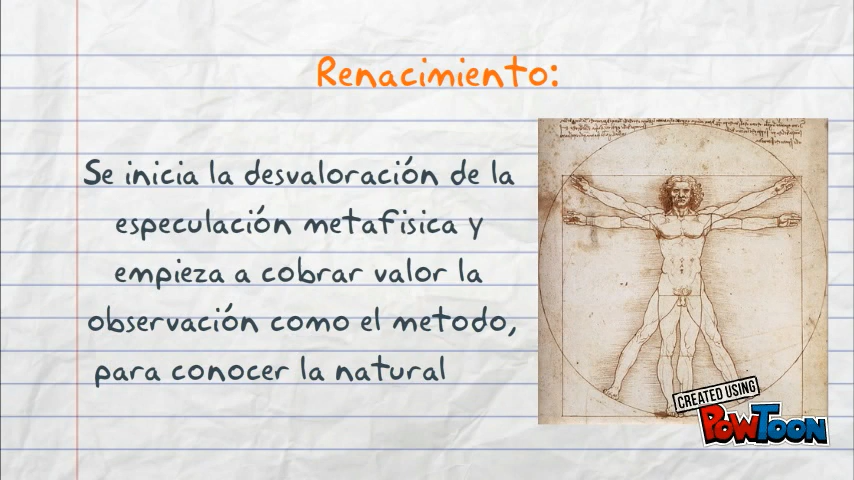 Renacimiento:
Se inicia la desvaloración de la
especulación metafisica y
empieza a cobrar valor la
observación como el metodo,
para conocer la natural
CREATED USING
POWTOON